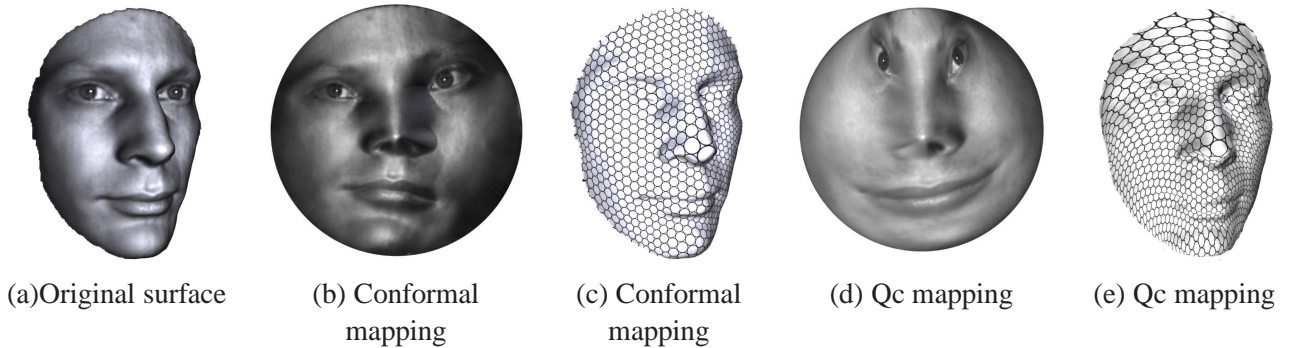 (a)Original surface
(b) Conformal
mapping
(c) Conformal
mapping
(d) Qc mapping
(e) Qc mapping